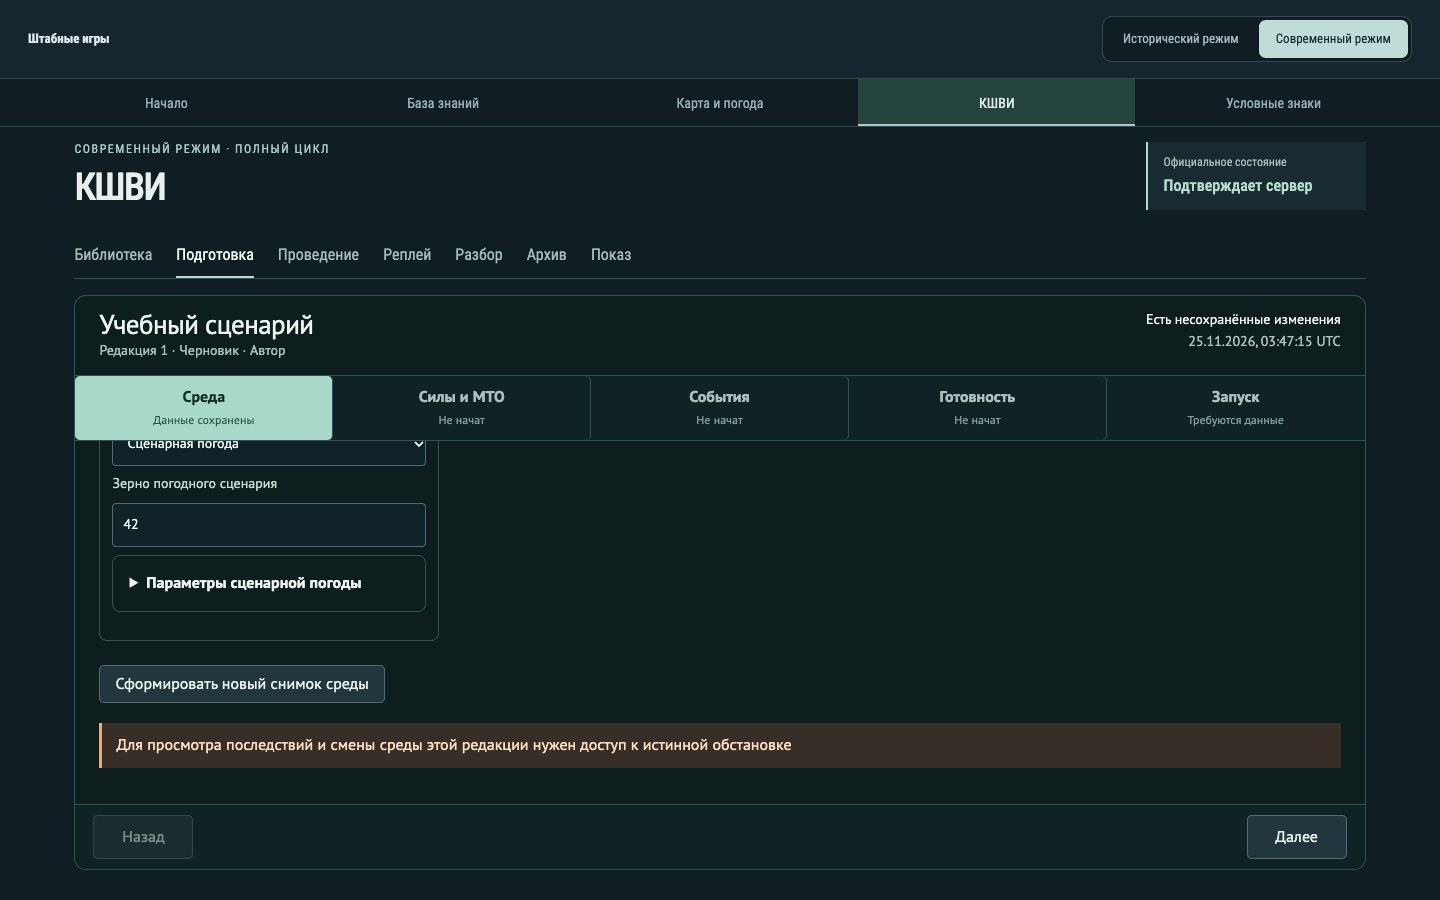 Штабные игры
Исторический режим
Современный режим
Начало
База знаний
Карта и погода
КШВИ
Условные знаки
СОВРЕМЕННЫЙ РЕЖИМ · ПОЛНЫЙ ЦИКЛ
КШВИ
Официальное состояние
Подтверждает сервер
Библиотека
Подготовка
Проведение
Реплей
Разбор
Архив
Показ
Учебный сценарий
Редакция 1 · Черновик · Автор
Есть несохранённые изменения
25.11.2026, 03:47:15 UTC
Среда
Данные сохранены
Силы и МТО
Не начат
События
Не начат
Готовность
Не начат
Запуск
Требуются данные
Сценарная погода
Зерно погодного сценария
42
Параметры сценарной погоды
Сформировать новый снимок среды
Для просмотра последствий и смены среды этой редакции нужен доступ к истинной обстановке
Назад
Далее